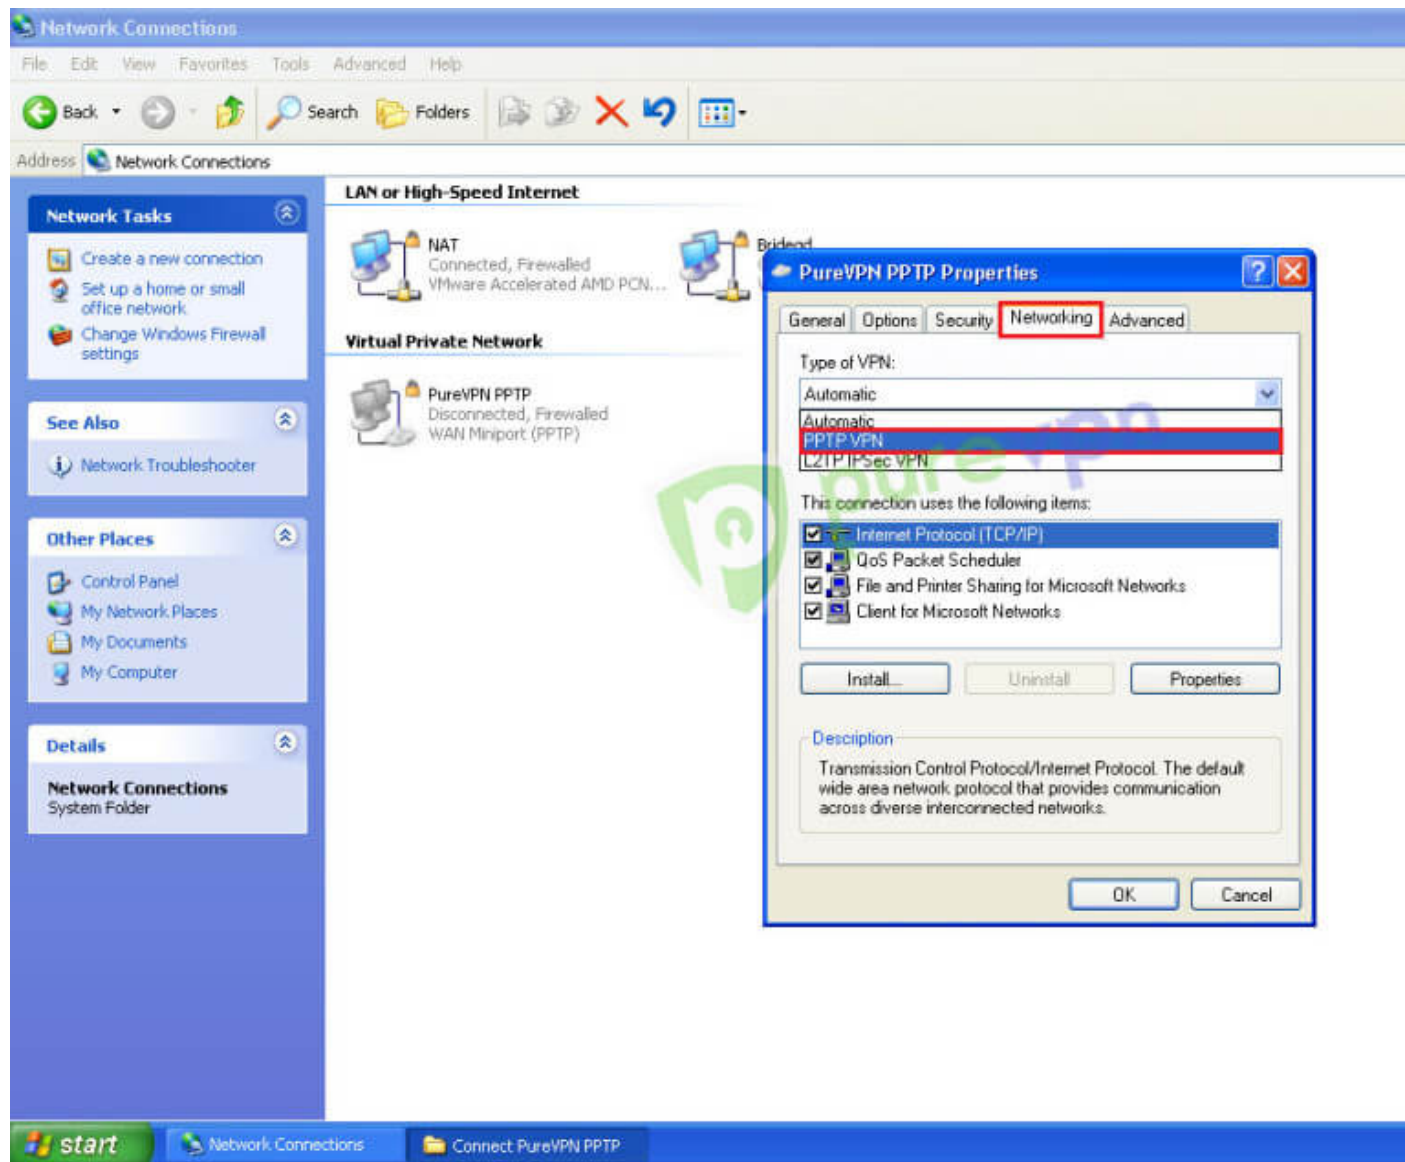 Network Connections
File Edit View Favorites Tools Advanced Help
Back Search Folders
Address Network Connections
Network Tasks
Create a new connection
Set up a home or small
office network
Change Windows Firewall
settings
See Also
Network Troubleshooter
Other Places
Control Panel
My Network Places
My Documents
My Computer
Details
Network Connections
System Folder
LAN or High-Speed Internet
NAT
Connected, Firewalled
VMware Accelerated AMD PCN...
Virtual Private Network
PureVPN PPTP
Disconnected, Firewalled
WAN Miniport (PPTP)
PureVPN PPTP Properties
General Options Security Networking Advanced
Type of VPN:
Automatic
Automatic
PPTP VPN
L2TP IPSec VPN
purevpn
This connection uses the following items:
Internet Protocol (TCP/IP)
QoS Packet Scheduler
File and Printer Sharing for Microsoft Networks
Client for Microsoft Networks
Install... Uninstall Properties
Description
Transmission Control Protocol/Internet Protocol. The default
wide area network protocol that provides communication
across diverse interconnected networks.
OK Cancel
start Network Connections Connect PureVPN PPTP